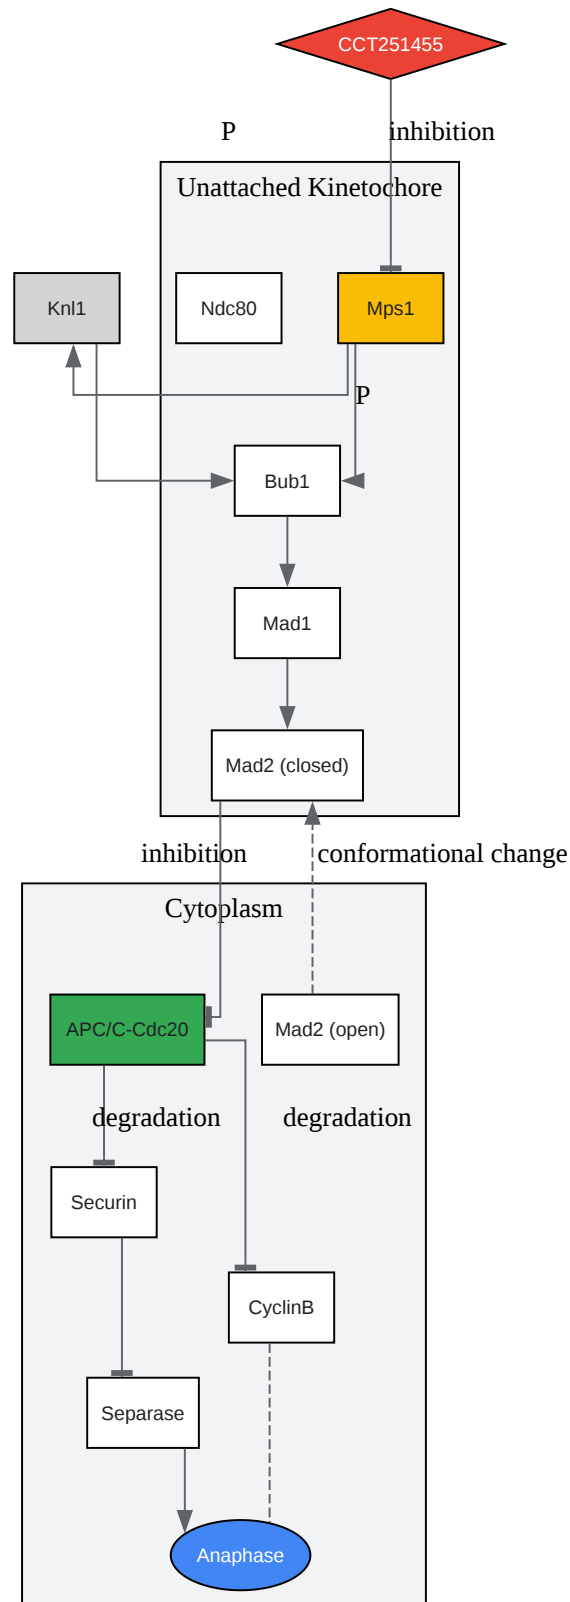 CCT251455
P
inhibition
Unattached Kinetochore
Knl1
Ndc80
Mps1
P
Bub1
Mad1
Mad2 (closed)
inhibition
conformational change
Cytoplasm
APC/C-Cdc20
Mad2 (open)
degradation
degradation
Securin
CyclinB
Separase
Anaphase